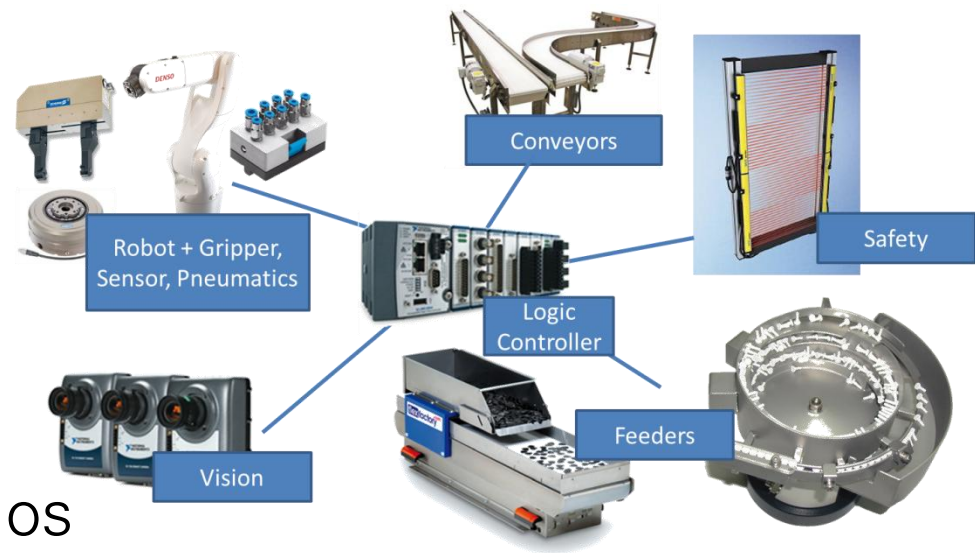 Conveyors
DENSO
Robot + Gripper,
Sensor, Pneumatics
Safety
Logic
Controller
Feeders
Vision
OS